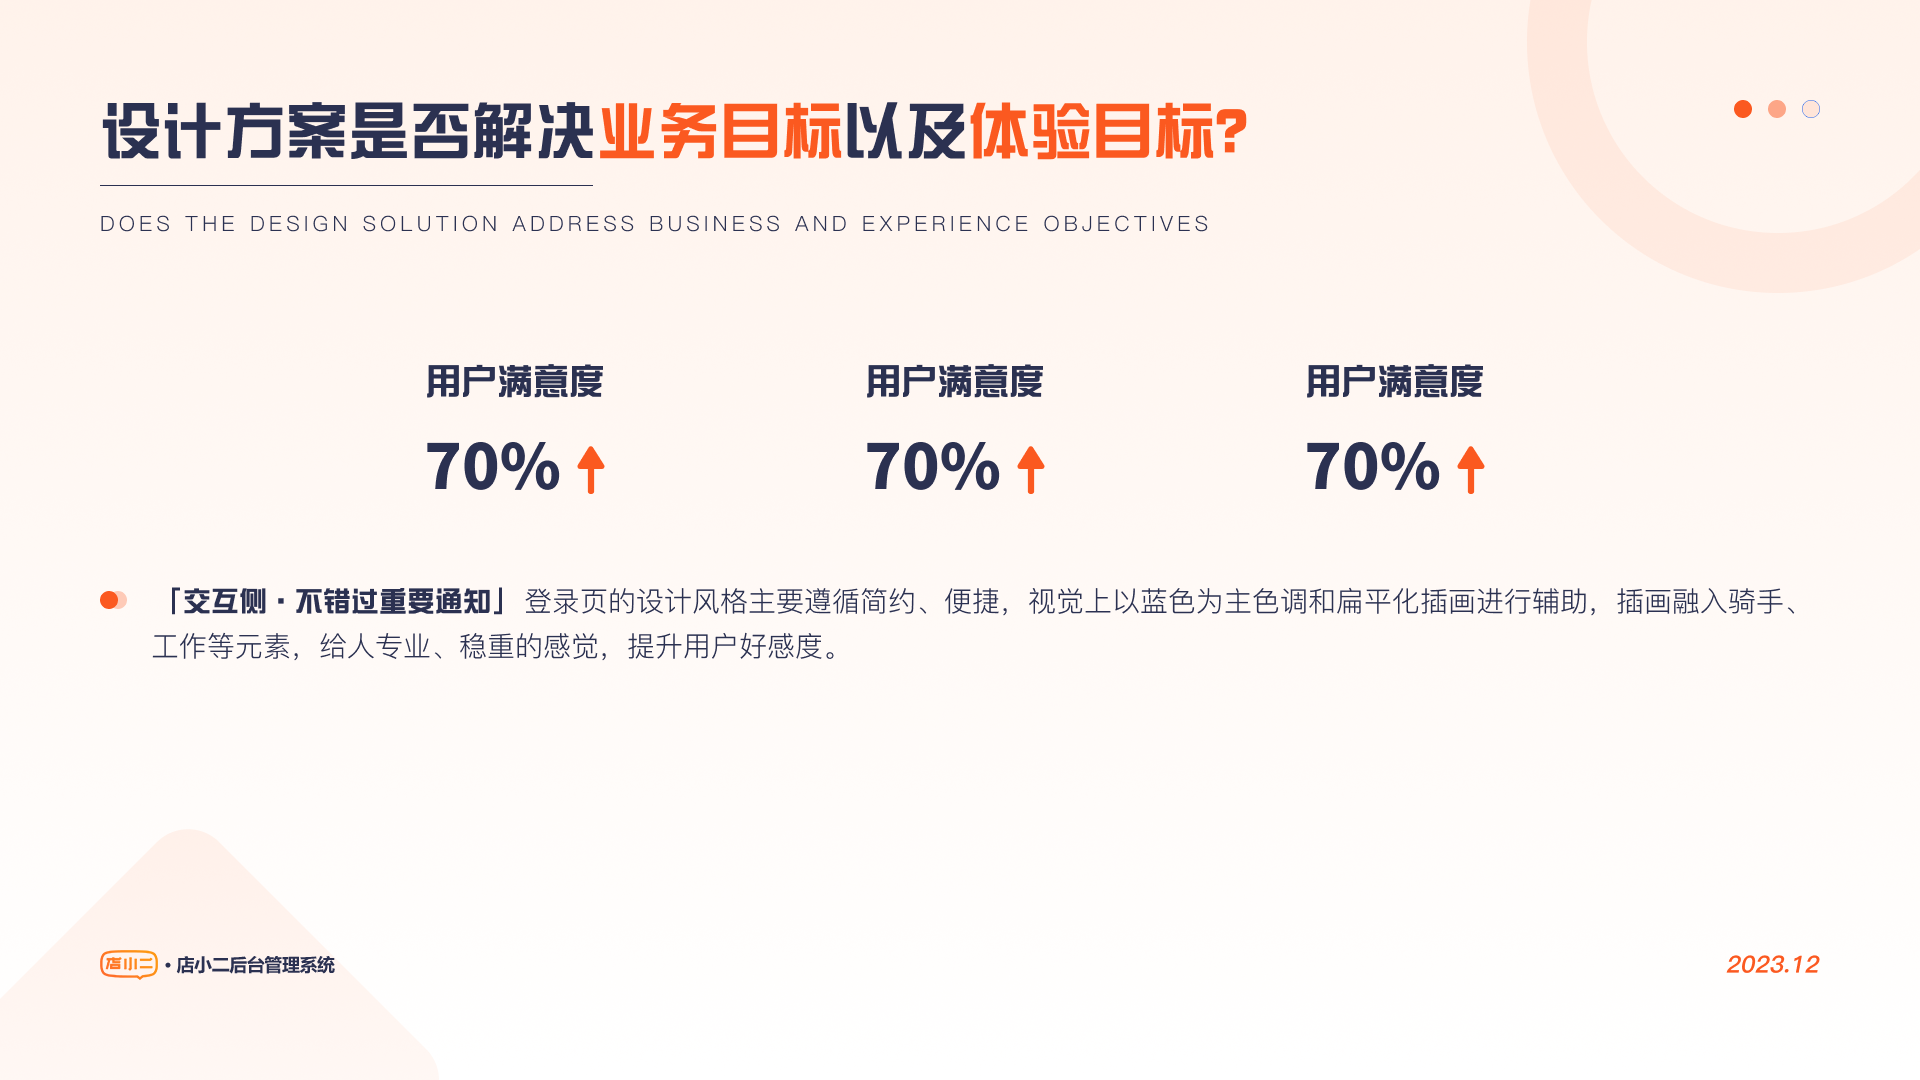 设计方案是否解决业务目标以及体验目标?
DOES THE DESIGN SOLUTION ADDRESS BUSINESS AND EXPERIENCE OBJECTIVES
用户满意度
70%
用户满意度
70%
用户满意度
70%
「交互侧·不错过重要通知」 登录页的设计风格主要遵循简约、便捷，视觉上以蓝色为主色调和扁平化插画进行辅助，插画融入骑手、
工作等元素，给人专业、稳重的感觉，提升用户好感度。
店小二 · 店小二后台管理系统
2023.12